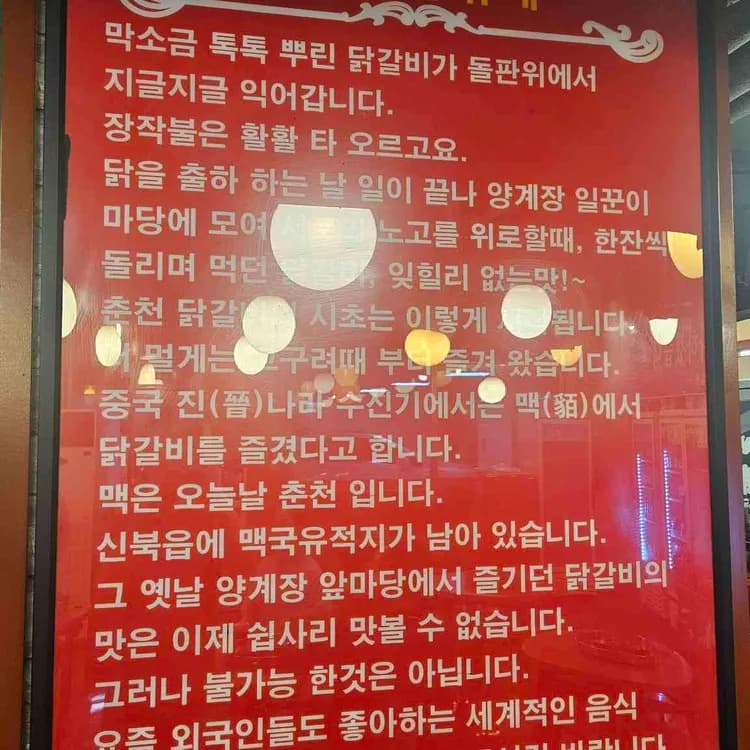 막소금 톡톡 뿌린 닭갈비가 돌판위에서
지글지글 익어갑니다.
장작불은 활활 타 오르고요.
닭을 출하 하는 날 일이 끝나 양계장 일꾼이
마당에 모여 노고를 위로할때, 한잔씩
돌리며 먹던 잊힐리 없는맛!~
춘천 시초는 이렇게
멀게는 부터 즐겨 왔습니다.
중국 진(晉)나라 수진기에서는 맥(貊)에서
닭갈비를 즐겼다고 합니다.
맥은 오늘날 춘천 입니다.
신북읍에 맥국유적지가 남아 있습니다.
그 옛날 양계장 앞마당에서 즐기던 닭갈비의
맛은 이제 쉽사리 맛볼 수 없습니다.
그러나 불가능 한것은 아닙니다.
요즘 외국인들도 좋아하는 세계적인 음식
바랍니다